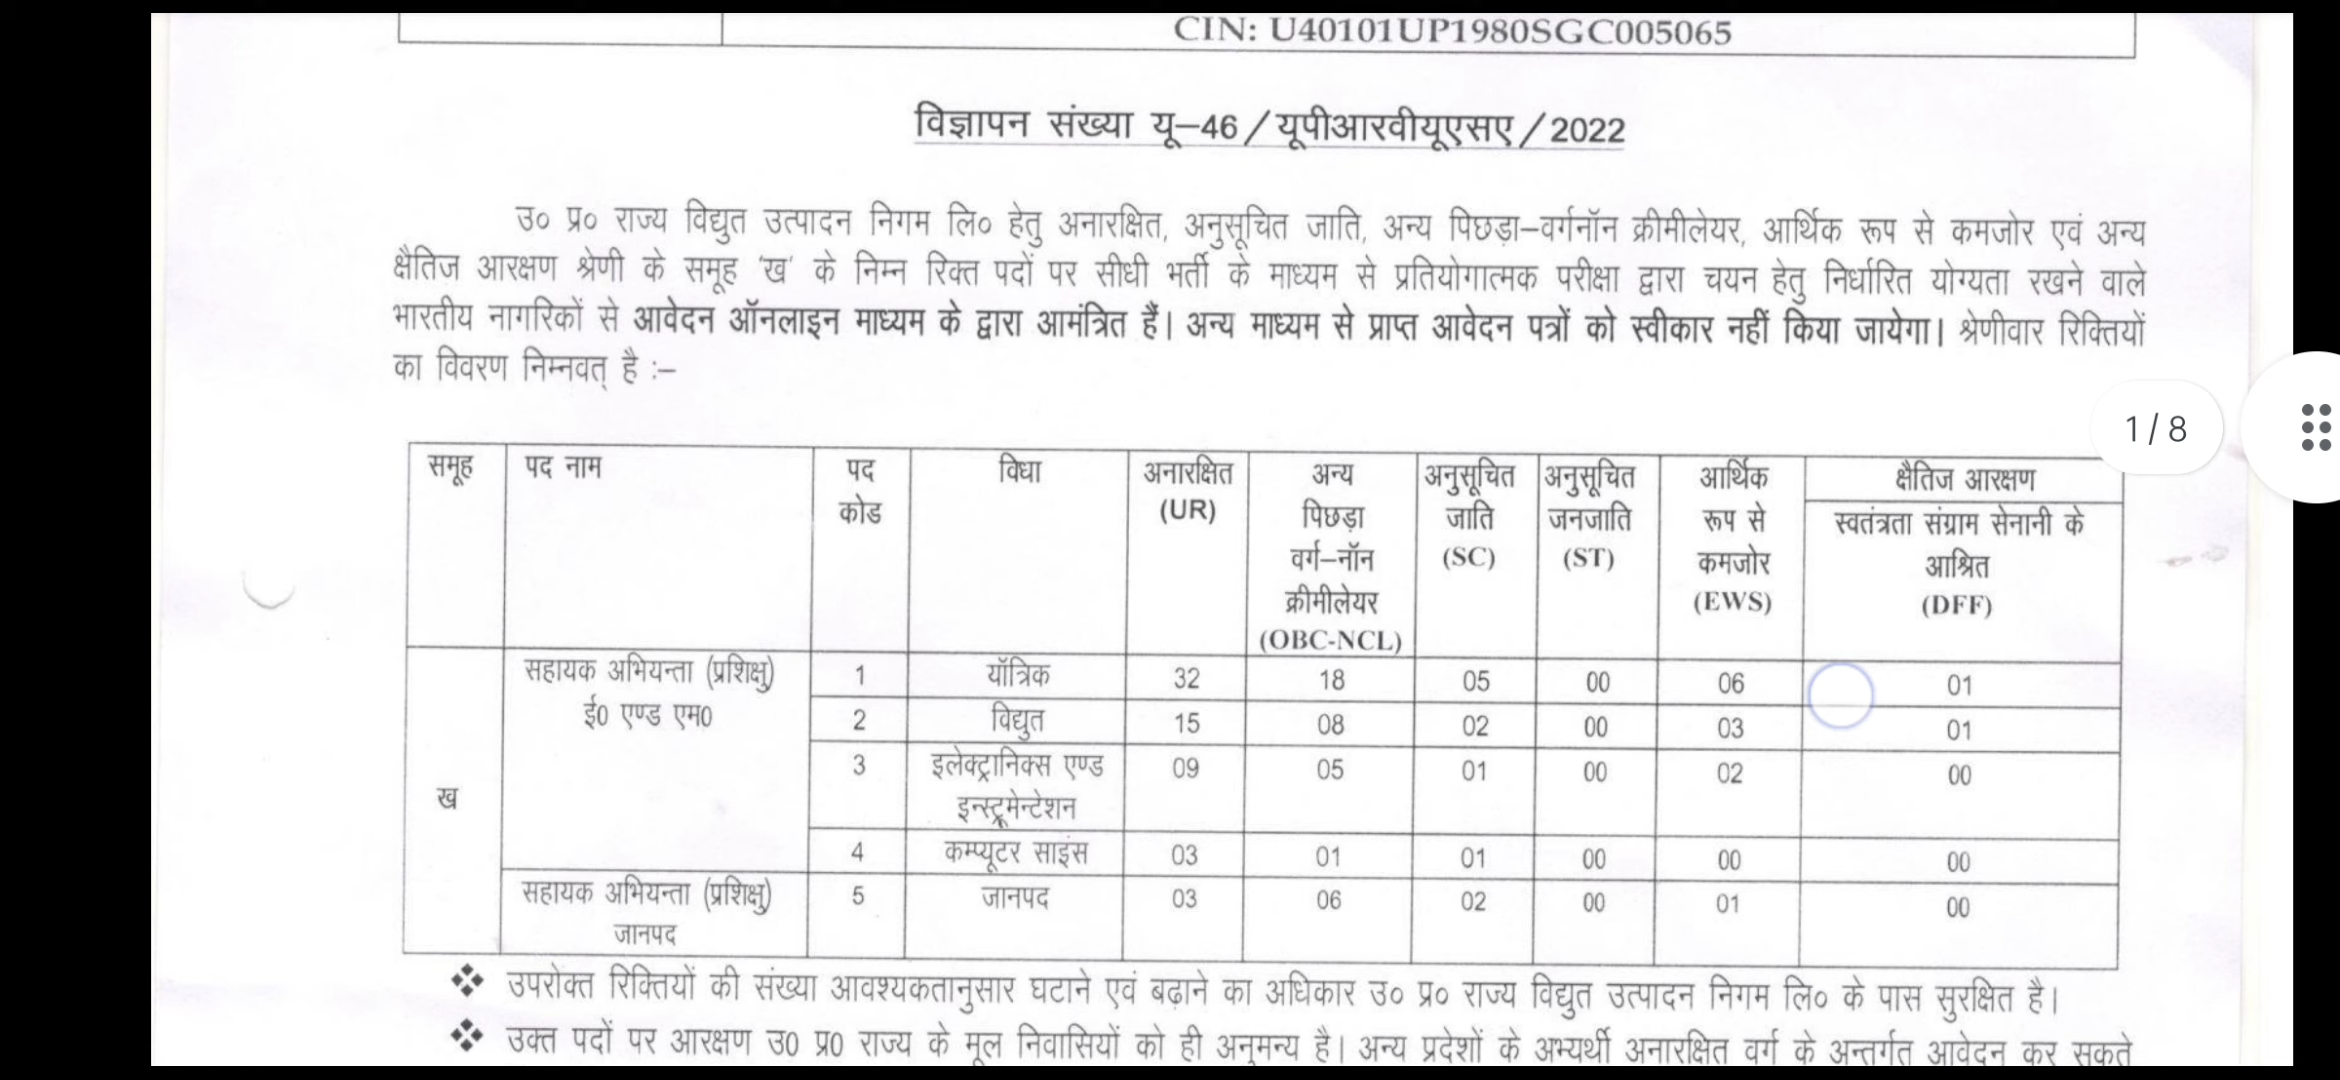 CIN: U40101UP1980SGC005065
विज्ञापन संख्या यू–46/यूपीआरवीयूएसए/2022
उ० प्र० राज्य विद्युत उत्पादन निगम लि० हेतु अनारक्षित, अनुसूचित जाति, अन्य पिछड़ा–वर्गनॉन क्रीमीलेयर, आर्थिक रूप से कमजोर एवं अन्य
क्षैतिज आरक्षण श्रेणी के समूह 'ख' के निम्न रिक्त पदों पर सीधी भर्ती के माध्यम से प्रतियोगात्मक परीक्षा द्वारा चयन हेतु निर्धारित योग्यता रखने वाले
भारतीय नागरिकों से आवेदन ऑनलाइन माध्यम के द्वारा आमंत्रित हैं। अन्य माध्यम से प्राप्त आवेदन पत्रों को स्वीकार नहीं किया जायेगा। श्रेणीवार रिक्तियों
का विवरण निम्नवत् है :–
1/8
समूह पद नाम पद विधा अनारक्षित अन्य अनुसूचित अनुसूचित आर्थिक क्षैतिज आरक्षण
कोड (UR) पिछड़ा जाति जनजाति रूप से स्वतंत्रता संग्राम सेनानी के
वर्ग–नॉन (SC) (ST) कमजोर आश्रित
क्रीमीलेयर (EWS) (DFF)
(OBC-NCL)
सहायक अभियन्ता (प्रशिक्षु) 1 यॉंत्रिक 32 18 05 00 06 01
ई0 एण्ड एम0 2 विद्युत 15 08 02 00 03 01
3 इलेक्ट्रानिक्स एण्ड 09 05 01 00 02 00
ख इन्स्ट्रूमेन्टेशन
4 कम्प्यूटर साइंस 03 01 01 00 00 00
सहायक अभियन्ता (प्रशिक्षु) 5 जानपद 03 06 02 00 01 00
जानपद
❖ उपरोक्त रिक्तियों की संख्या आवश्यकतानुसार घटाने एवं बढ़ाने का अधिकार उ० प्र० राज्य विद्युत उत्पादन निगम लि० के पास सुरक्षित है।
❖ उक्त पदों पर आरक्षण उ0 प्र0 राज्य के मूल निवासियों को ही अनुमन्य है। अन्य प्रदेशों के अभ्यर्थी अनारक्षित वर्ग के अन्तर्गत आवेदन कर सकते